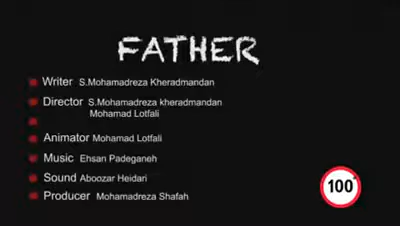 FATHER
Writer S.Mohamadreza Kheradmandan
Director S.Mohamadreza kheradmandan
Mohamad Lotfali
Animator Mohamad Lotfali
Music Ehsan Padeganeh
Sound Aboozar Heidari
Producer Mohamadreza Shafah
100